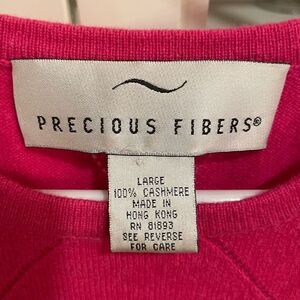 PRECIOUS FIBERS®
LARGE
100% CASHMERE
MADE IN
HONG KONG
RN 81893
SEE REVERSE
FOR CARE